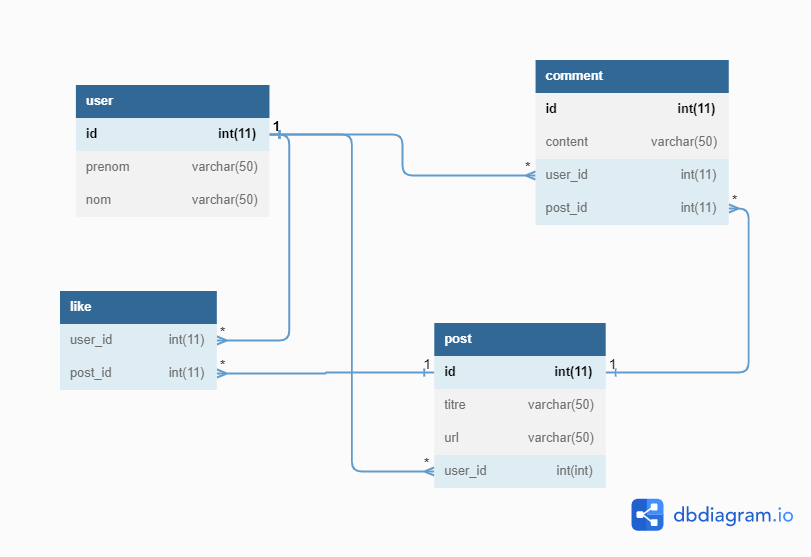 user
id int(11)
prenom varchar(50)
nom varchar(50)
1
comment
id int(11)
content varchar(50)
user_id int(11)
post_id int(11)
*
*
like
user_id int(11)
post_id int(11)
*
*
post
id int(11)
titre varchar(50)
url varchar(50)
user_id int(int)
1
1
*
dbdiagram.io